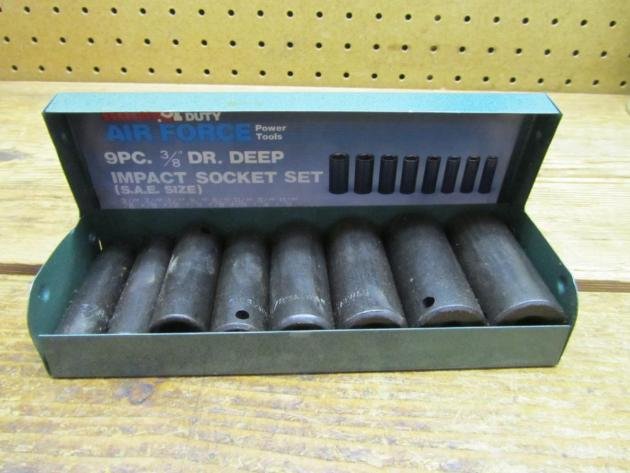 & DUTY
AIR FORCE Power Tools
9PC. 3/8" DR. DEEP
IMPACT SOCKET SET
(S.A.E. SIZE)